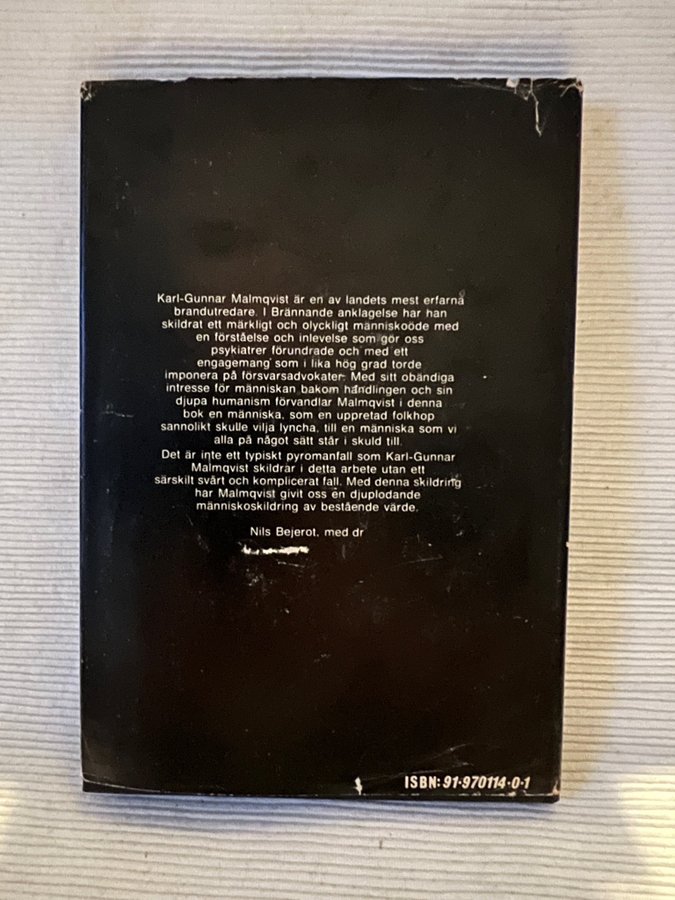 Karl-Gunnar Malmqvist är en av landets mest erfarna
brandutredare. I Brännande anklagelse har han
skildrat ett märkligt och olyckligt människoöde med
en förståelse och inlevelse som gör oss
psykiatrer förundrade och med ett
engagemang som i lika hög grad torde
imponera på försvarsadvokater. Med sitt obändiga
intresse för människan bakom handlingen och sin
djupa humanism förvandlar Malmqvist i denna
bok en människa, som en uppretad folkhop
sannolikt skulle vilja lyncha, till en människa som vi
alla på något sätt står i skuld till.
Det är inte ett typiskt pyromanfall som Karl-Gunnar
Malmqvist skildrar i detta arbete utan ett
särskilt svårt och komplicerat fall. Med denna skildring
har Malmqvist givit oss en djuplodande
människoskildring av bestående värde.
Nils Bejerot, med dr
ISBN: 91-970114-0-1